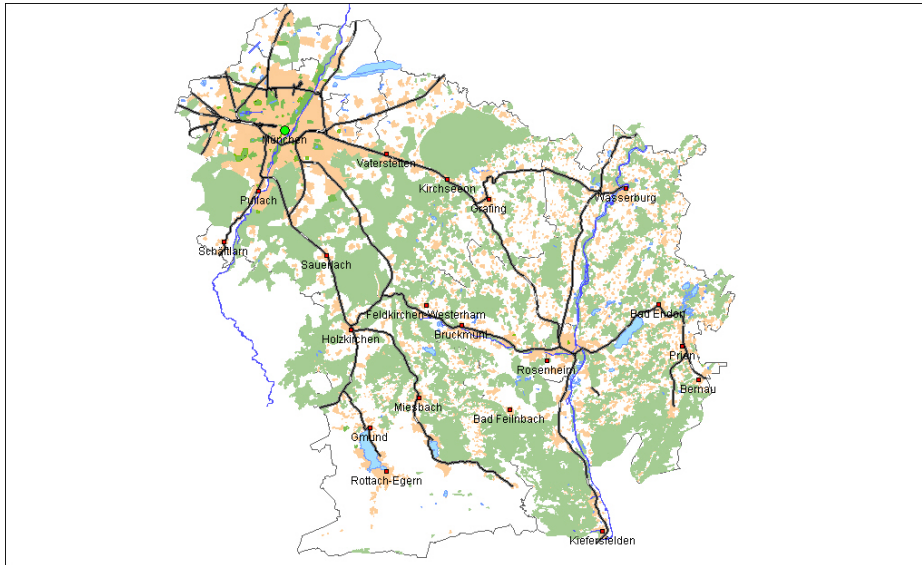 München
Vaterstetten
Kirchseeon
Pullach
Grafing
Wasserburg
Schäftlarn
Sauerlach
Feldkirchen-Westerham
Bad Endorf
Holzkirchen
Bruckmühl
Rosenheim
Prien
Bernau
Miesbach
Bad Feilnbach
Gmund
Rottach-Egern
Kiefersfelden